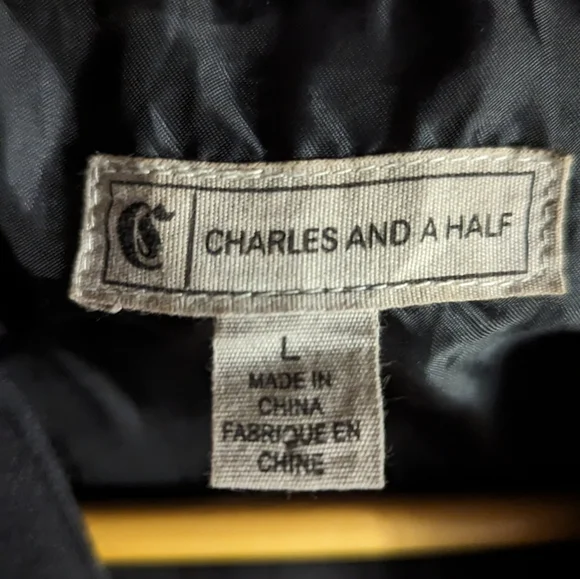 C
CHARLES AND A HALF
L
MADE IN
CHINA
FABRIQUE EN
CHINE